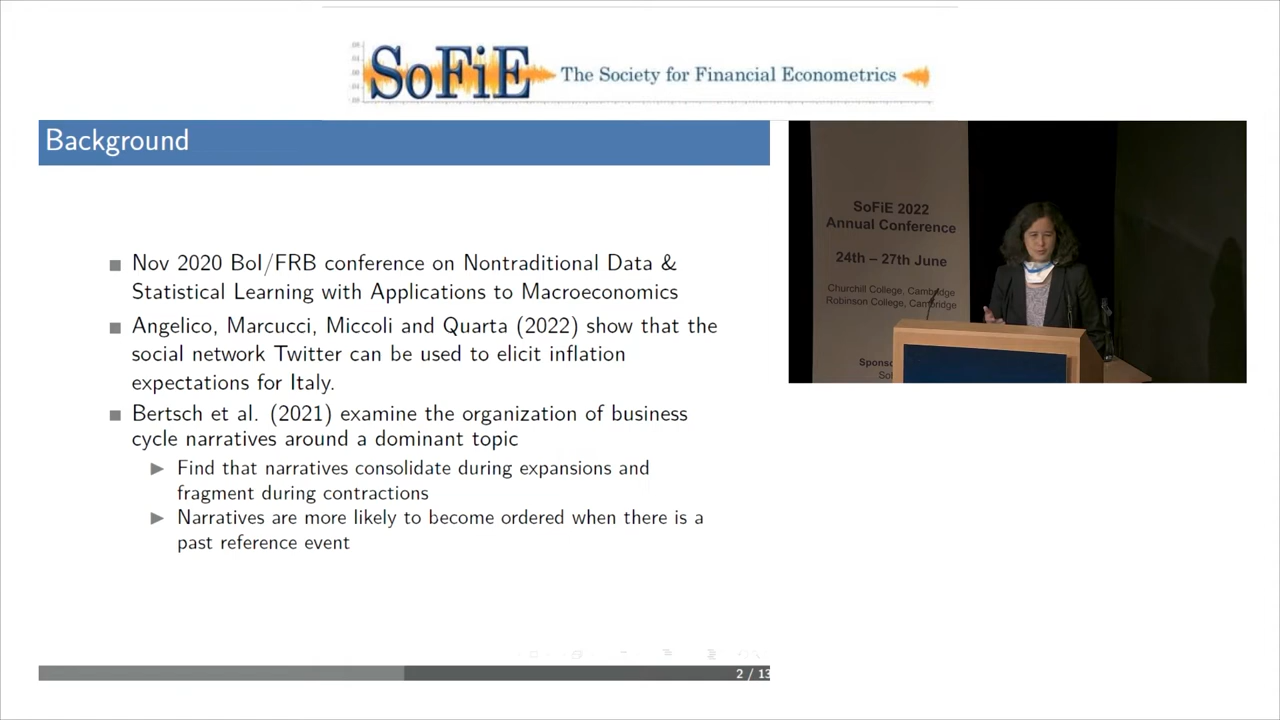 SoFiE The Society for Financial Econometrics
Background
Nov 2020 BoI/FRB conference on Nontraditional Data &
Statistical Learning with Applications to Macroeconomics
Angelico, Marcucci, Miccoli and Quarta (2022) show that the
social network Twitter can be used to elicit inflation
expectations for Italy.
Bertsch et al. (2021) examine the organization of business
cycle narratives around a dominant topic
Find that narratives consolidate during expansions and
fragment during contractions
Narratives are more likely to become ordered when there is a
past reference event
2 / 13
SoFiE 2022
Annual Conference
24th – 27th June
Churchill College, Cambridge
Robinson College, Cambridge
Spons